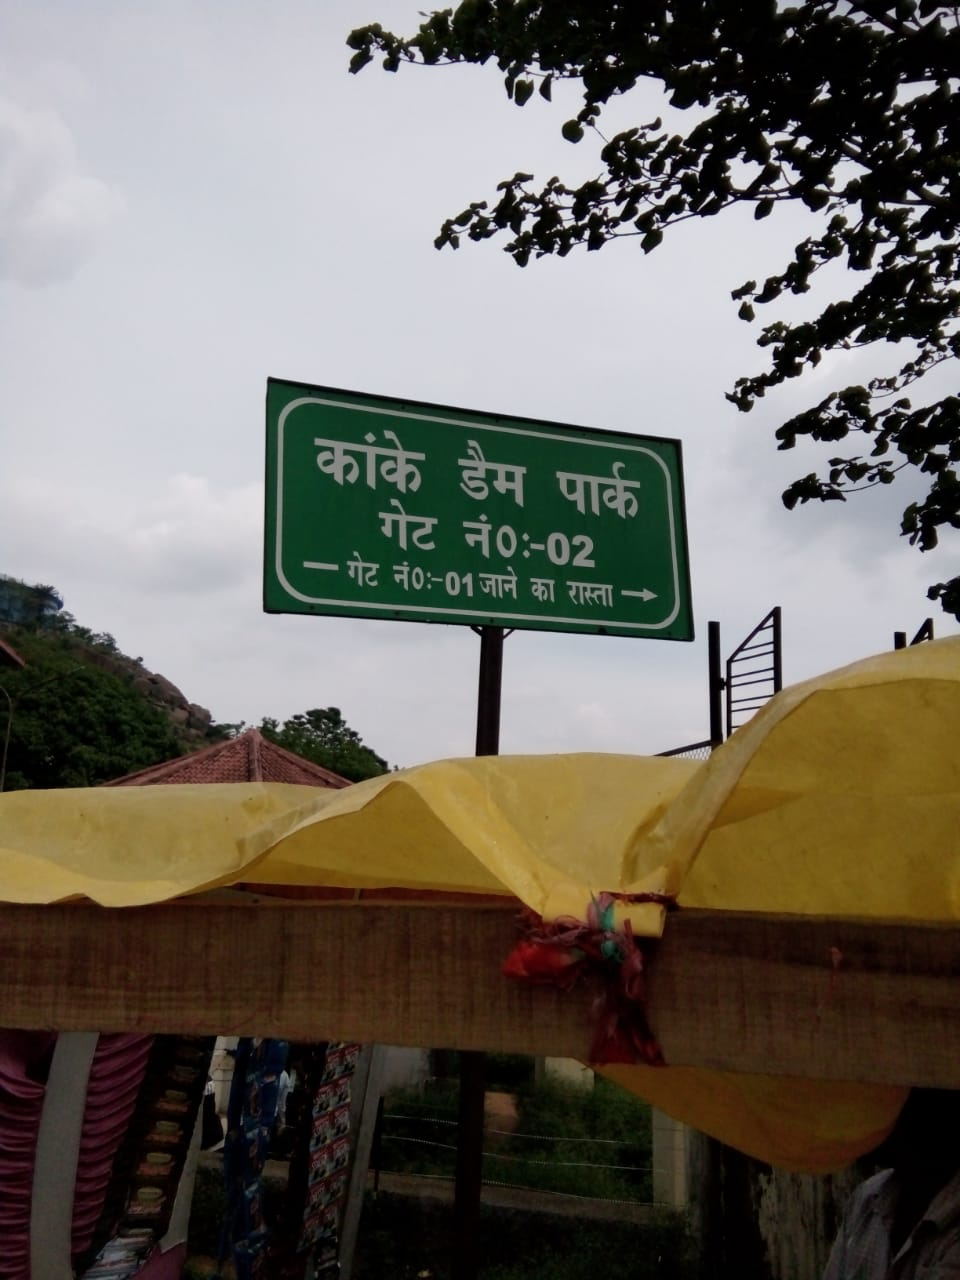 कांके डैम पार्क
गेट नं0:-02
गेट नं0:-01 जाने का रास्ता →